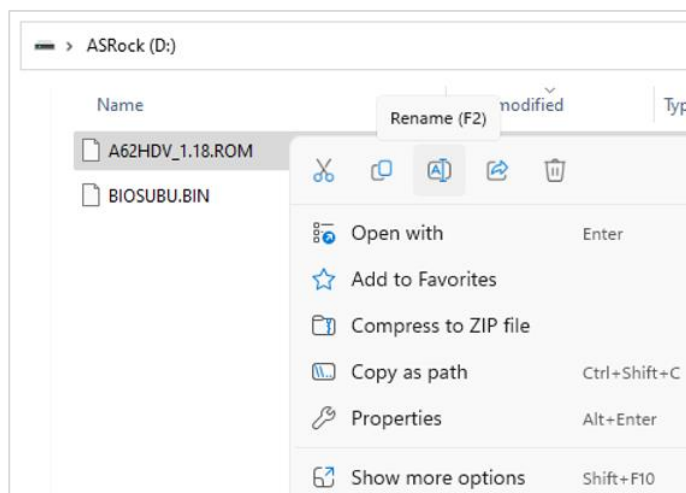 ASRock (D:)
Name
modified
Rename (F2)
A62HDV_1.18.ROM
BIOSUBU.BIN
Open with Enter
Add to Favorites
Compress to ZIP file
Copy as path Ctrl+Shift+C
Properties Alt+Enter
Show more options Shift+F10